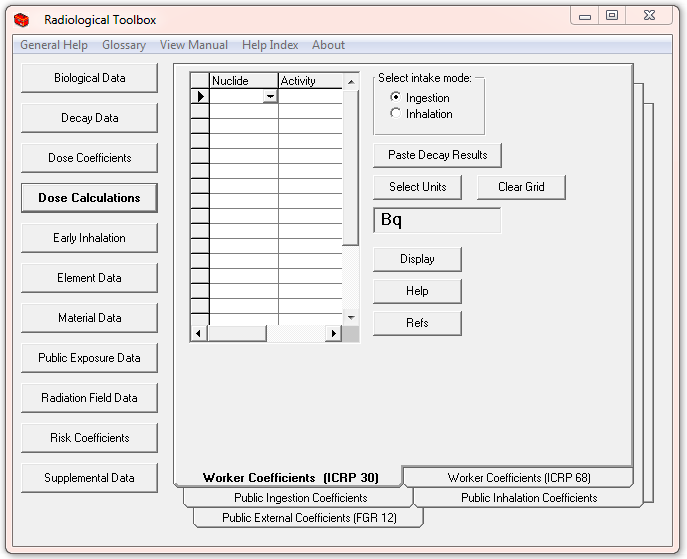 Radiological Toolbox
General Help Glossary View Manual Help Index About
Biological Data
Decay Data
Dose Coefficients
Dose Calculations
Early Inhalation
Element Data
Material Data
Public Exposure Data
Radiation Field Data
Risk Coefficients
Supplemental Data
Nuclide Activity
Select intake mode:
Ingestion
Inhalation
Paste Decay Results
Select Units Clear Grid
Bq
Display
Help
Refs
Worker Coefficients (ICRP 30) Worker Coefficients (ICRP 68)
Public Ingestion Coefficients Public Inhalation Coefficients
Public External Coefficients (FGR 12)